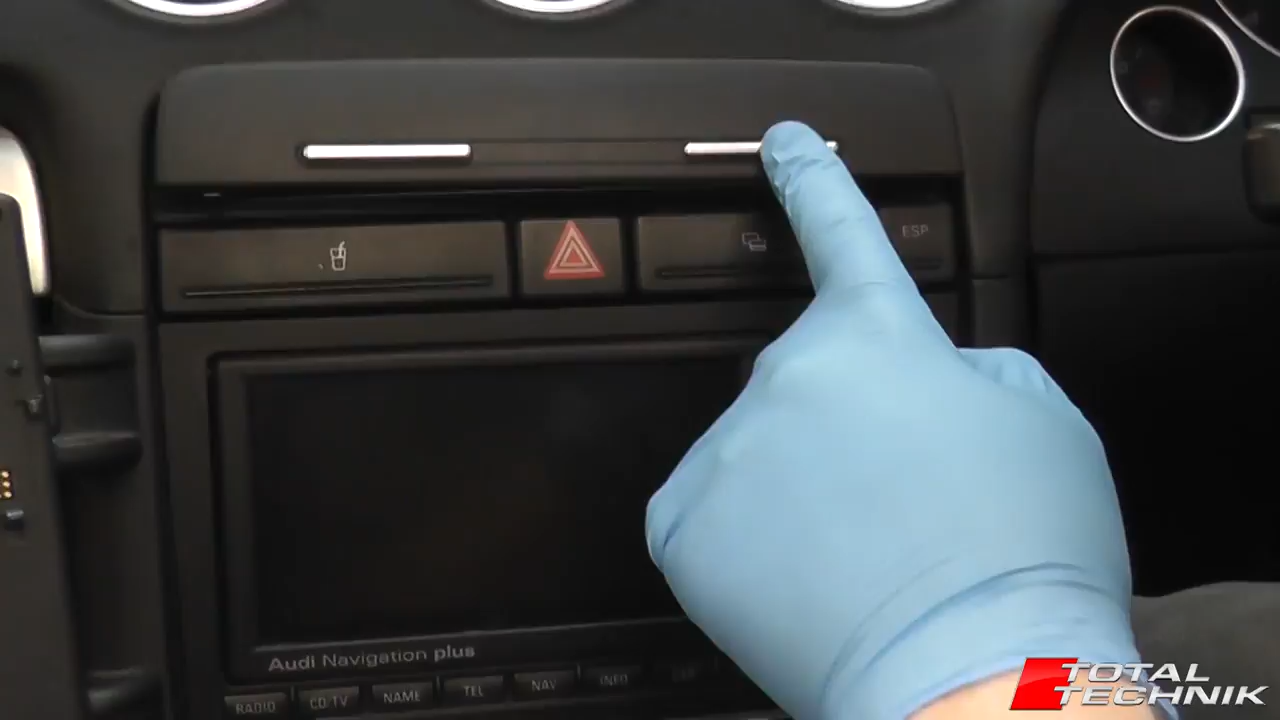 ESP
Audi Navigation plus
RADIO CD/TV NAME TEL NAV INFO
TOTAL
TECHNIK